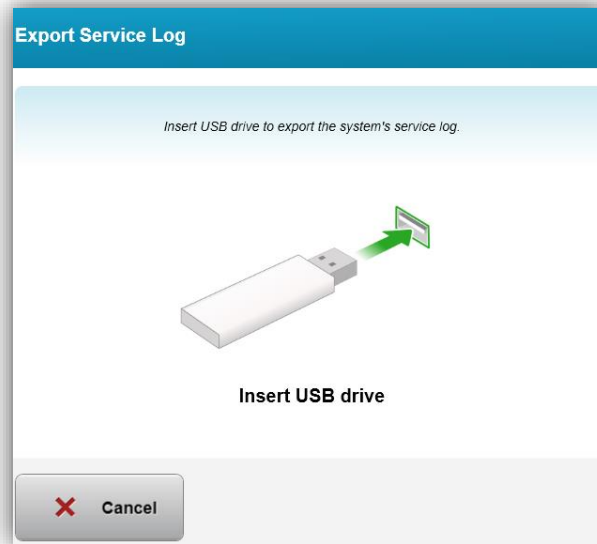 Export Service Log
Insert USB drive to export the system's service log.
Insert USB drive
Cancel